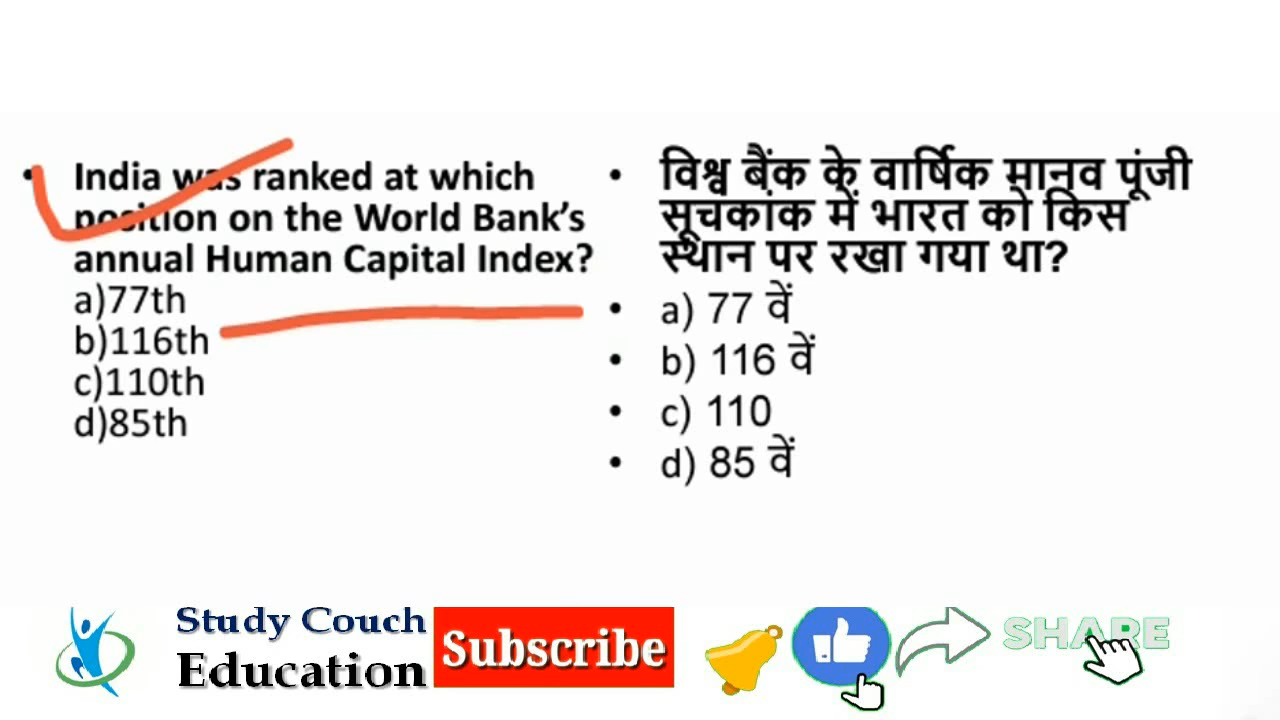 • India was ranked at which
position on the World Bank's
annual Human Capital Index?
a)77th
b)116th
c)110th
d)85th
• विश्व बैंक के वार्षिक मानव पूंजी
सूचकांक में भारत को किस
स्थान पर रखा गया था?
• a) 77 वें
• b) 116 वें
• c) 110
• d) 85 वें
Study Couch
Education
Subscribe
SHARE